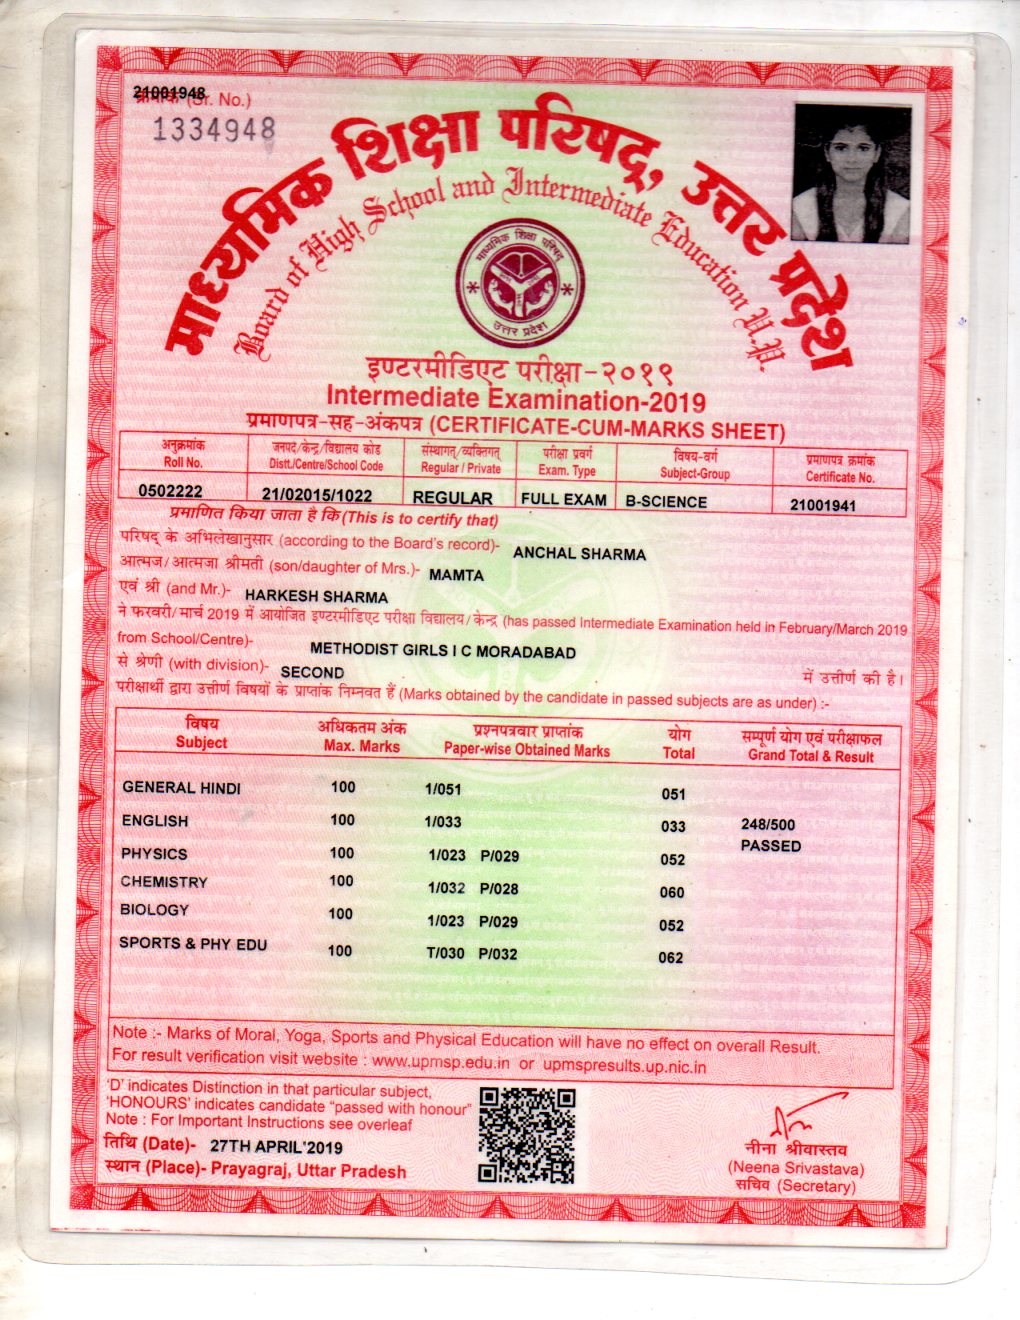 21001948
क्रमांक (Sr. No.)
1334948
माध्यमिक शिक्षा परिषद्, उत्तर प्रदेश
Board of High School and Intermediate Education U.P.
माध्यमिक शिक्षा परिषद्
उत्तर प्रदेश
इण्टरमीडिएट परीक्षा-२०१९
Intermediate Examination-2019
प्रमाणपत्र-सह-अंकपत्र (CERTIFICATE-CUM-MARKS SHEET)
अनुक्रमांक जनपद/केन्द्र/विद्यालय कोड संस्थागत/व्यक्तिगत परीक्षा प्रवर्ग विषय-वर्ग प्रमाणपत्र क्रमांक
Roll No. Distt./Centre/School Code Regular / Private Exam. Type Subject-Group Certificate No.
0502222 21/02015/1022 REGULAR FULL EXAM B-SCIENCE 21001941
प्रमाणित किया जाता है कि (This is to certify that)
परिषद् के अभिलेखानुसार (according to the Board's record)- ANCHAL SHARMA
आत्मज/आत्मजा श्रीमती (son/daughter of Mrs.)- MAMTA
एवं श्री (and Mr.)- HARKESH SHARMA
ने फरवरी/मार्च 2019 में आयोजित इण्टरमीडिएट परीक्षा विद्यालय/केन्द्र (has passed Intermediate Examination held in February/March 2019
from School/Centre)- METHODIST GIRLS I C MORADABAD
से श्रेणी (with division)- SECOND में उत्तीर्ण की है।
परीक्षार्थी द्वारा उत्तीर्ण विषयों के प्राप्तांक निम्नवत हैं (Marks obtained by the candidate in passed subjects are as under) :-
विषय अधिकतम अंक प्रश्नपत्रवार प्राप्तांक योग सम्पूर्ण योग एवं परीक्षाफल
Subject Max. Marks Paper-wise Obtained Marks Total Grand Total & Result
GENERAL HINDI 100 1/051 051
ENGLISH 100 1/033 033 248/500
PASSED
PHYSICS 100 1/023 P/029 052
CHEMISTRY 100 1/032 P/028 060
BIOLOGY 100 1/023 P/029 052
SPORTS & PHY EDU 100 T/030 P/032 062
Note :- Marks of Moral, Yoga, Sports and Physical Education will have no effect on overall Result.
For result verification visit website : www.upmsp.edu.in or upmspresults.up.nic.in
'D' indicates Distinction in that particular subject,
'HONOURS' indicates candidate "passed with honour"
Note : For Important Instructions see overleaf
तिथि (Date)- 27TH APRIL'2019
स्थान (Place)- Prayagraj, Uttar Pradesh
नीना श्रीवास्तव
(Neena Srivastava)
सचिव (Secretary)